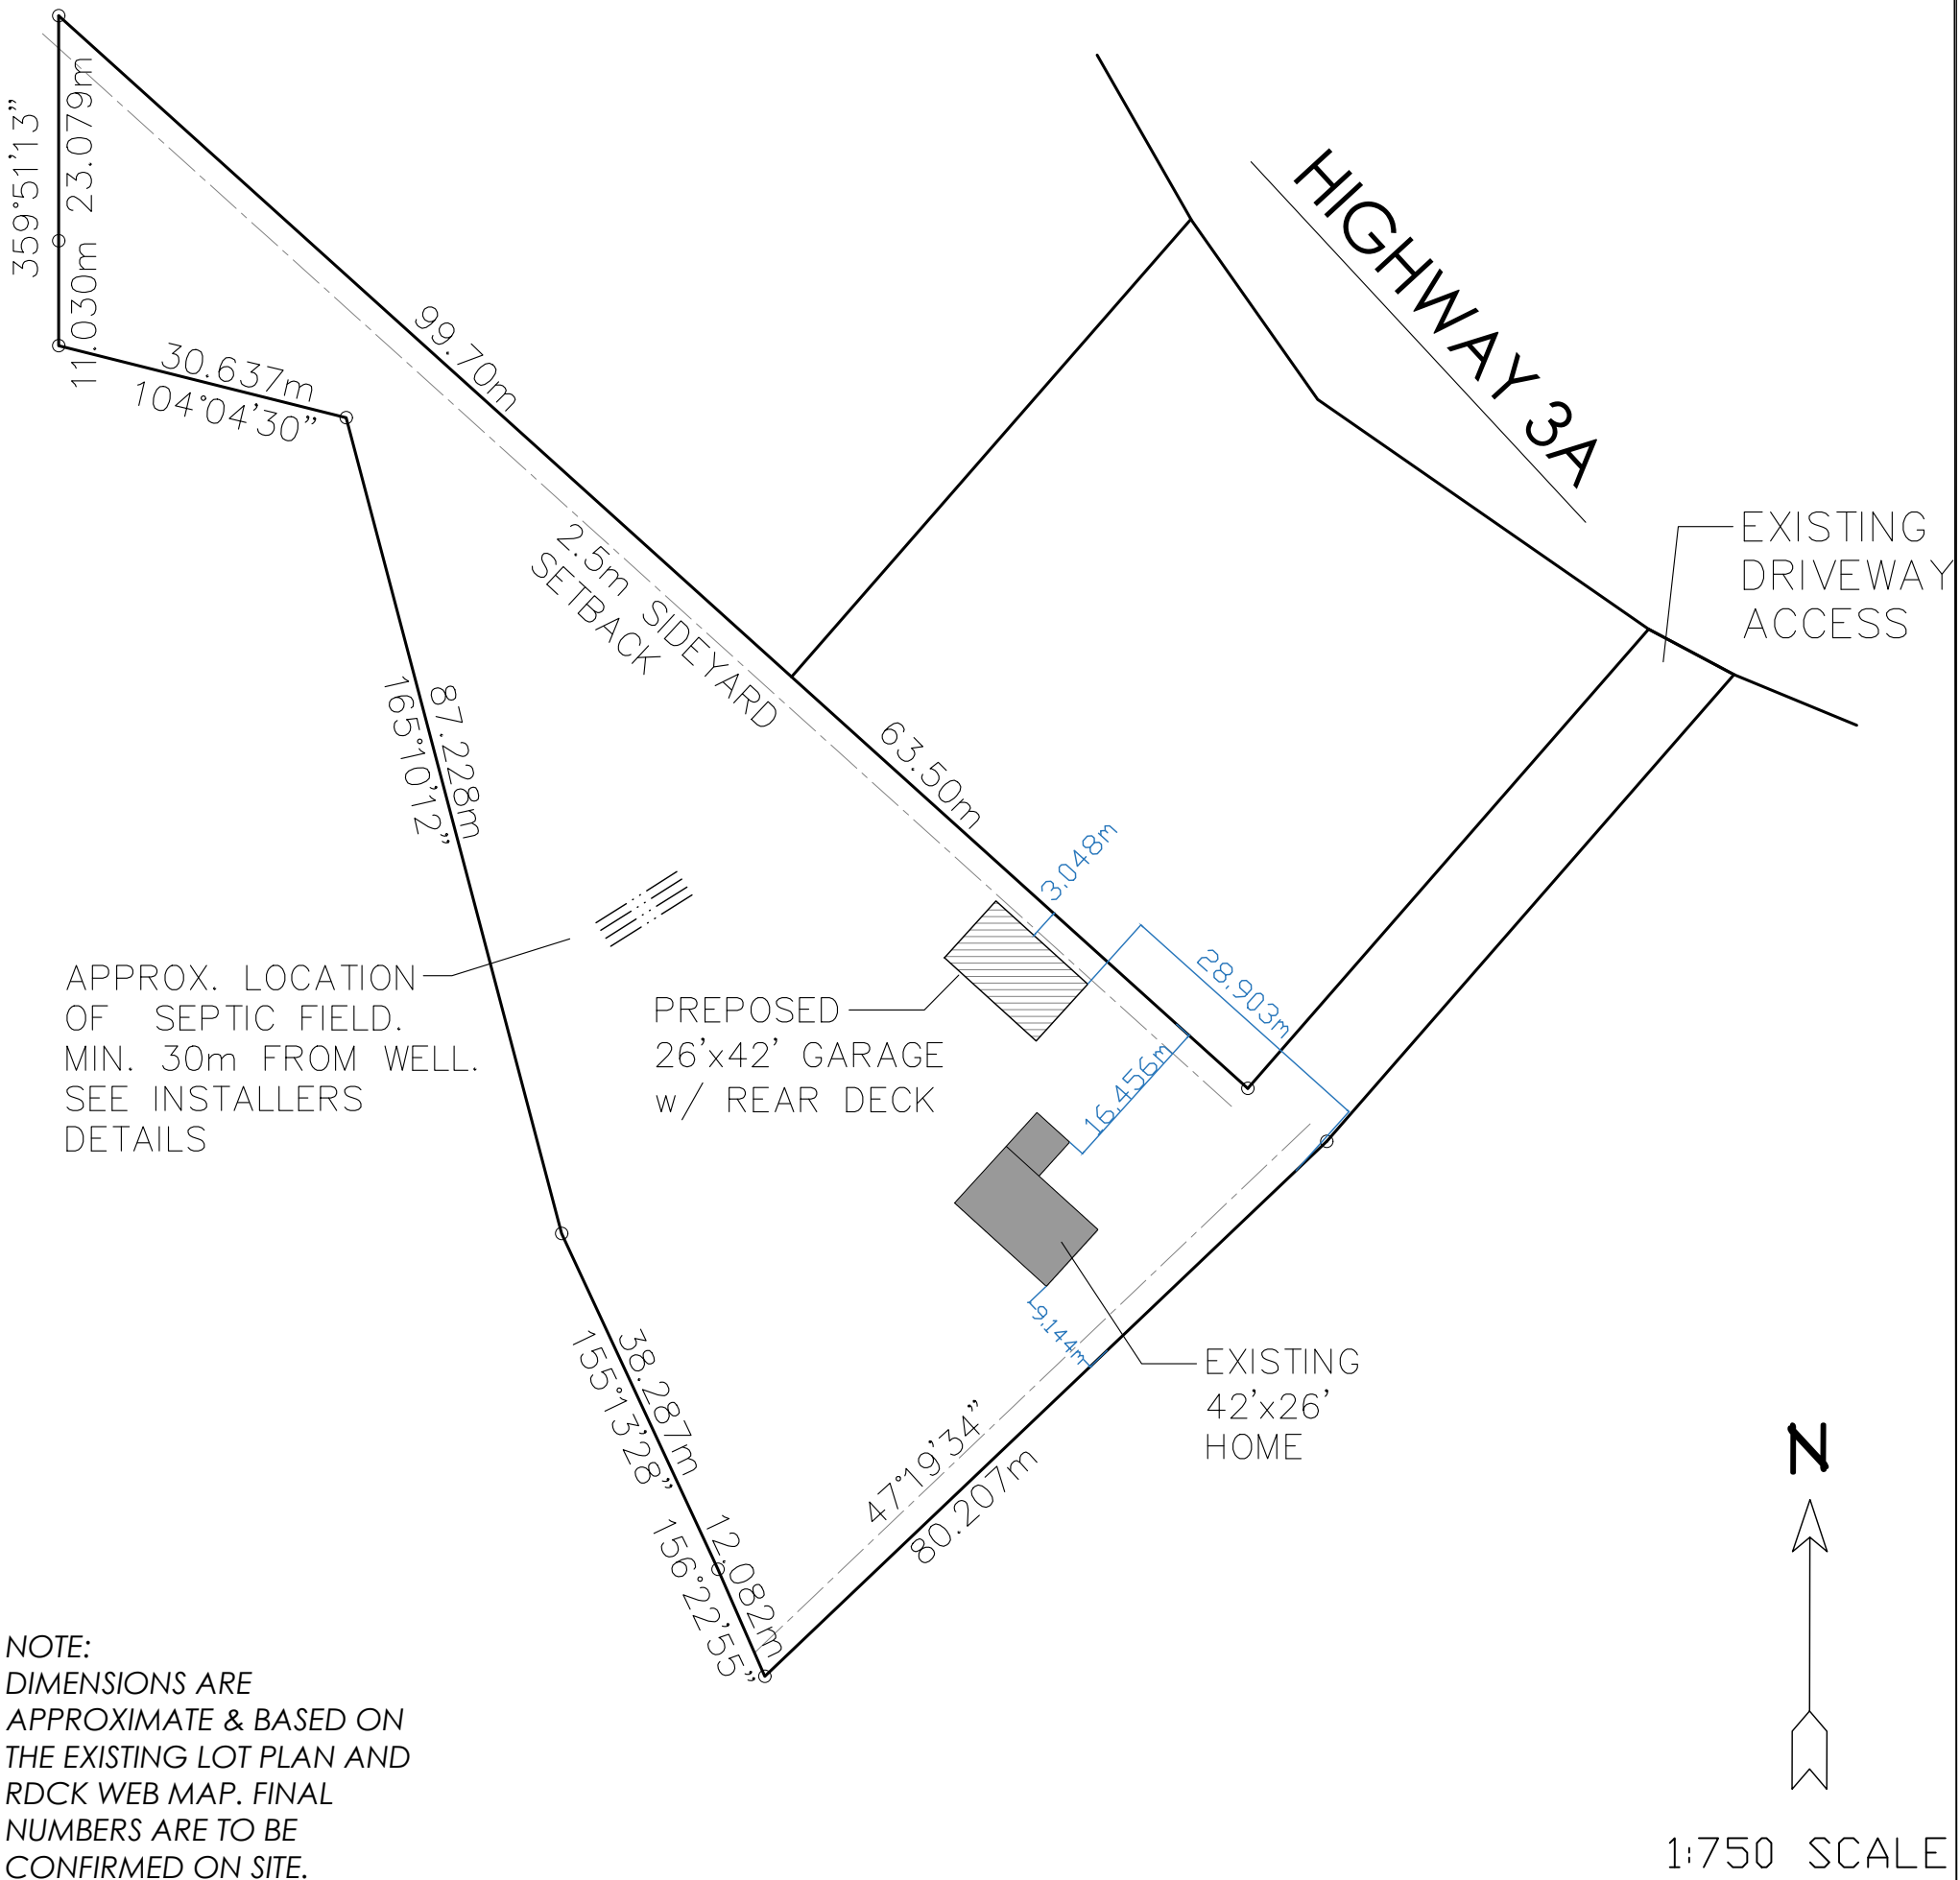 359°51'13"
23.079m
11.030m
30.637m
104°04'30"
99.70m
HIGHWAY 3A
EXISTING
DRIVEWAY
ACCESS
2.5m SIDEYARD
SETBACK
63.50m
87.228m
165°10'12"
3,048m
28,903m
16,456m
APPROX. LOCATION
OF SEPTIC FIELD.
MIN. 30m FROM WELL.
SEE INSTALLERS
DETAILS
PREPOSED
26'x42' GARAGE
w/ REAR DECK
9,144m
EXISTING
42'x26'
HOME
38.287m
155°13'28"
47°19'34"
80.207m
12.082m
156°22'55"
N
NOTE:
DIMENSIONS ARE
APPROXIMATE & BASED ON
THE EXISTING LOT PLAN AND
RDCK WEB MAP. FINAL
NUMBERS ARE TO BE
CONFIRMED ON SITE.
1:750 SCALE